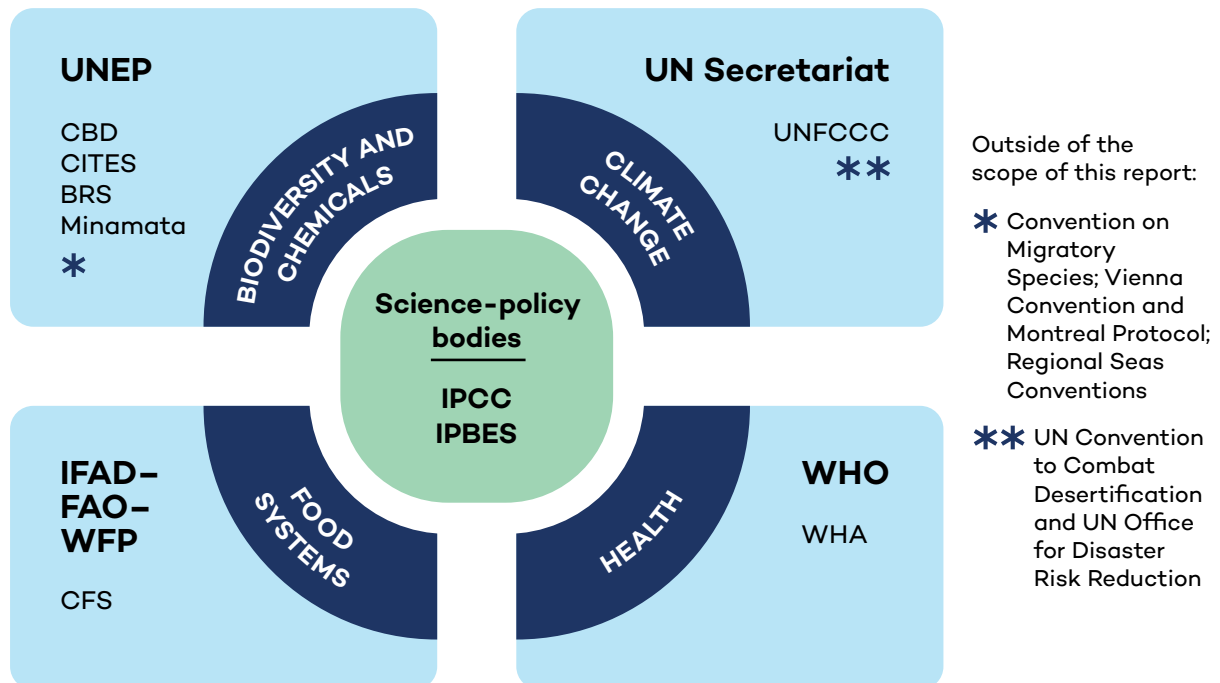 UNEP
CBD
CITES
BRS
Minamata
*
BIODIVERSITY AND
CHEMICALS
UN Secretariat
UNFCCC
**
CLIMATE
CHANGE
Science-policy
bodies
IPCC
IPBES
IFAD–
FAO–
WFP
CFS
FOOD
SYSTEMS
WHO
WHA
HEALTH
Outside of the
scope of this report:
* Convention on
Migratory
Species; Vienna
Convention and
Montreal Protocol;
Regional Seas
Conventions
** UN Convention
to Combat
Desertification
and UN Office
for Disaster
Risk Reduction